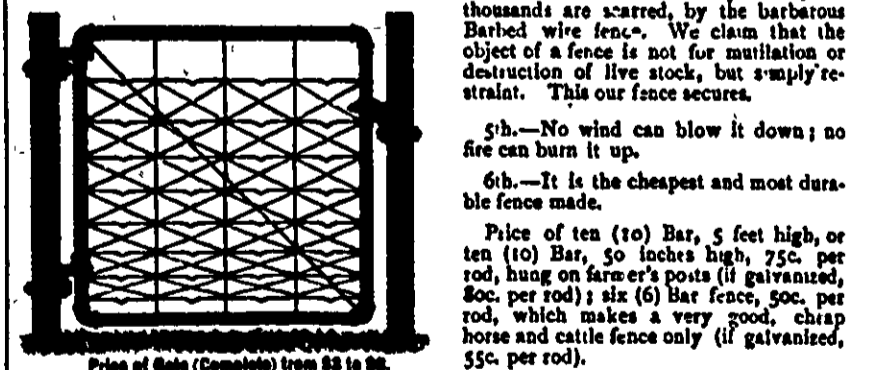 thousands are scarred, by the barbarous
Barbed wire fence. We claim that the
object of a fence is not for mutilation or
destruction of live stock, but simply re-
straint. This our fence secures.
5th.—No wind can blow it down; no
fire can burn it up.
6th.—It is the cheapest and most dura-
ble fence made.
Price of ten (10) Bar, 5 feet high, or
ten (10) Bar, 50 inches high, 75c. per
rod, hung on farmer's posts (if galvanized,
80c. per rod); six (6) Bar fence, 50c. per
rod, which makes a very good, cheap
horse and cattle fence only (if galvanized,
55c. per rod).
Price of Gate (Complete) from $3 to